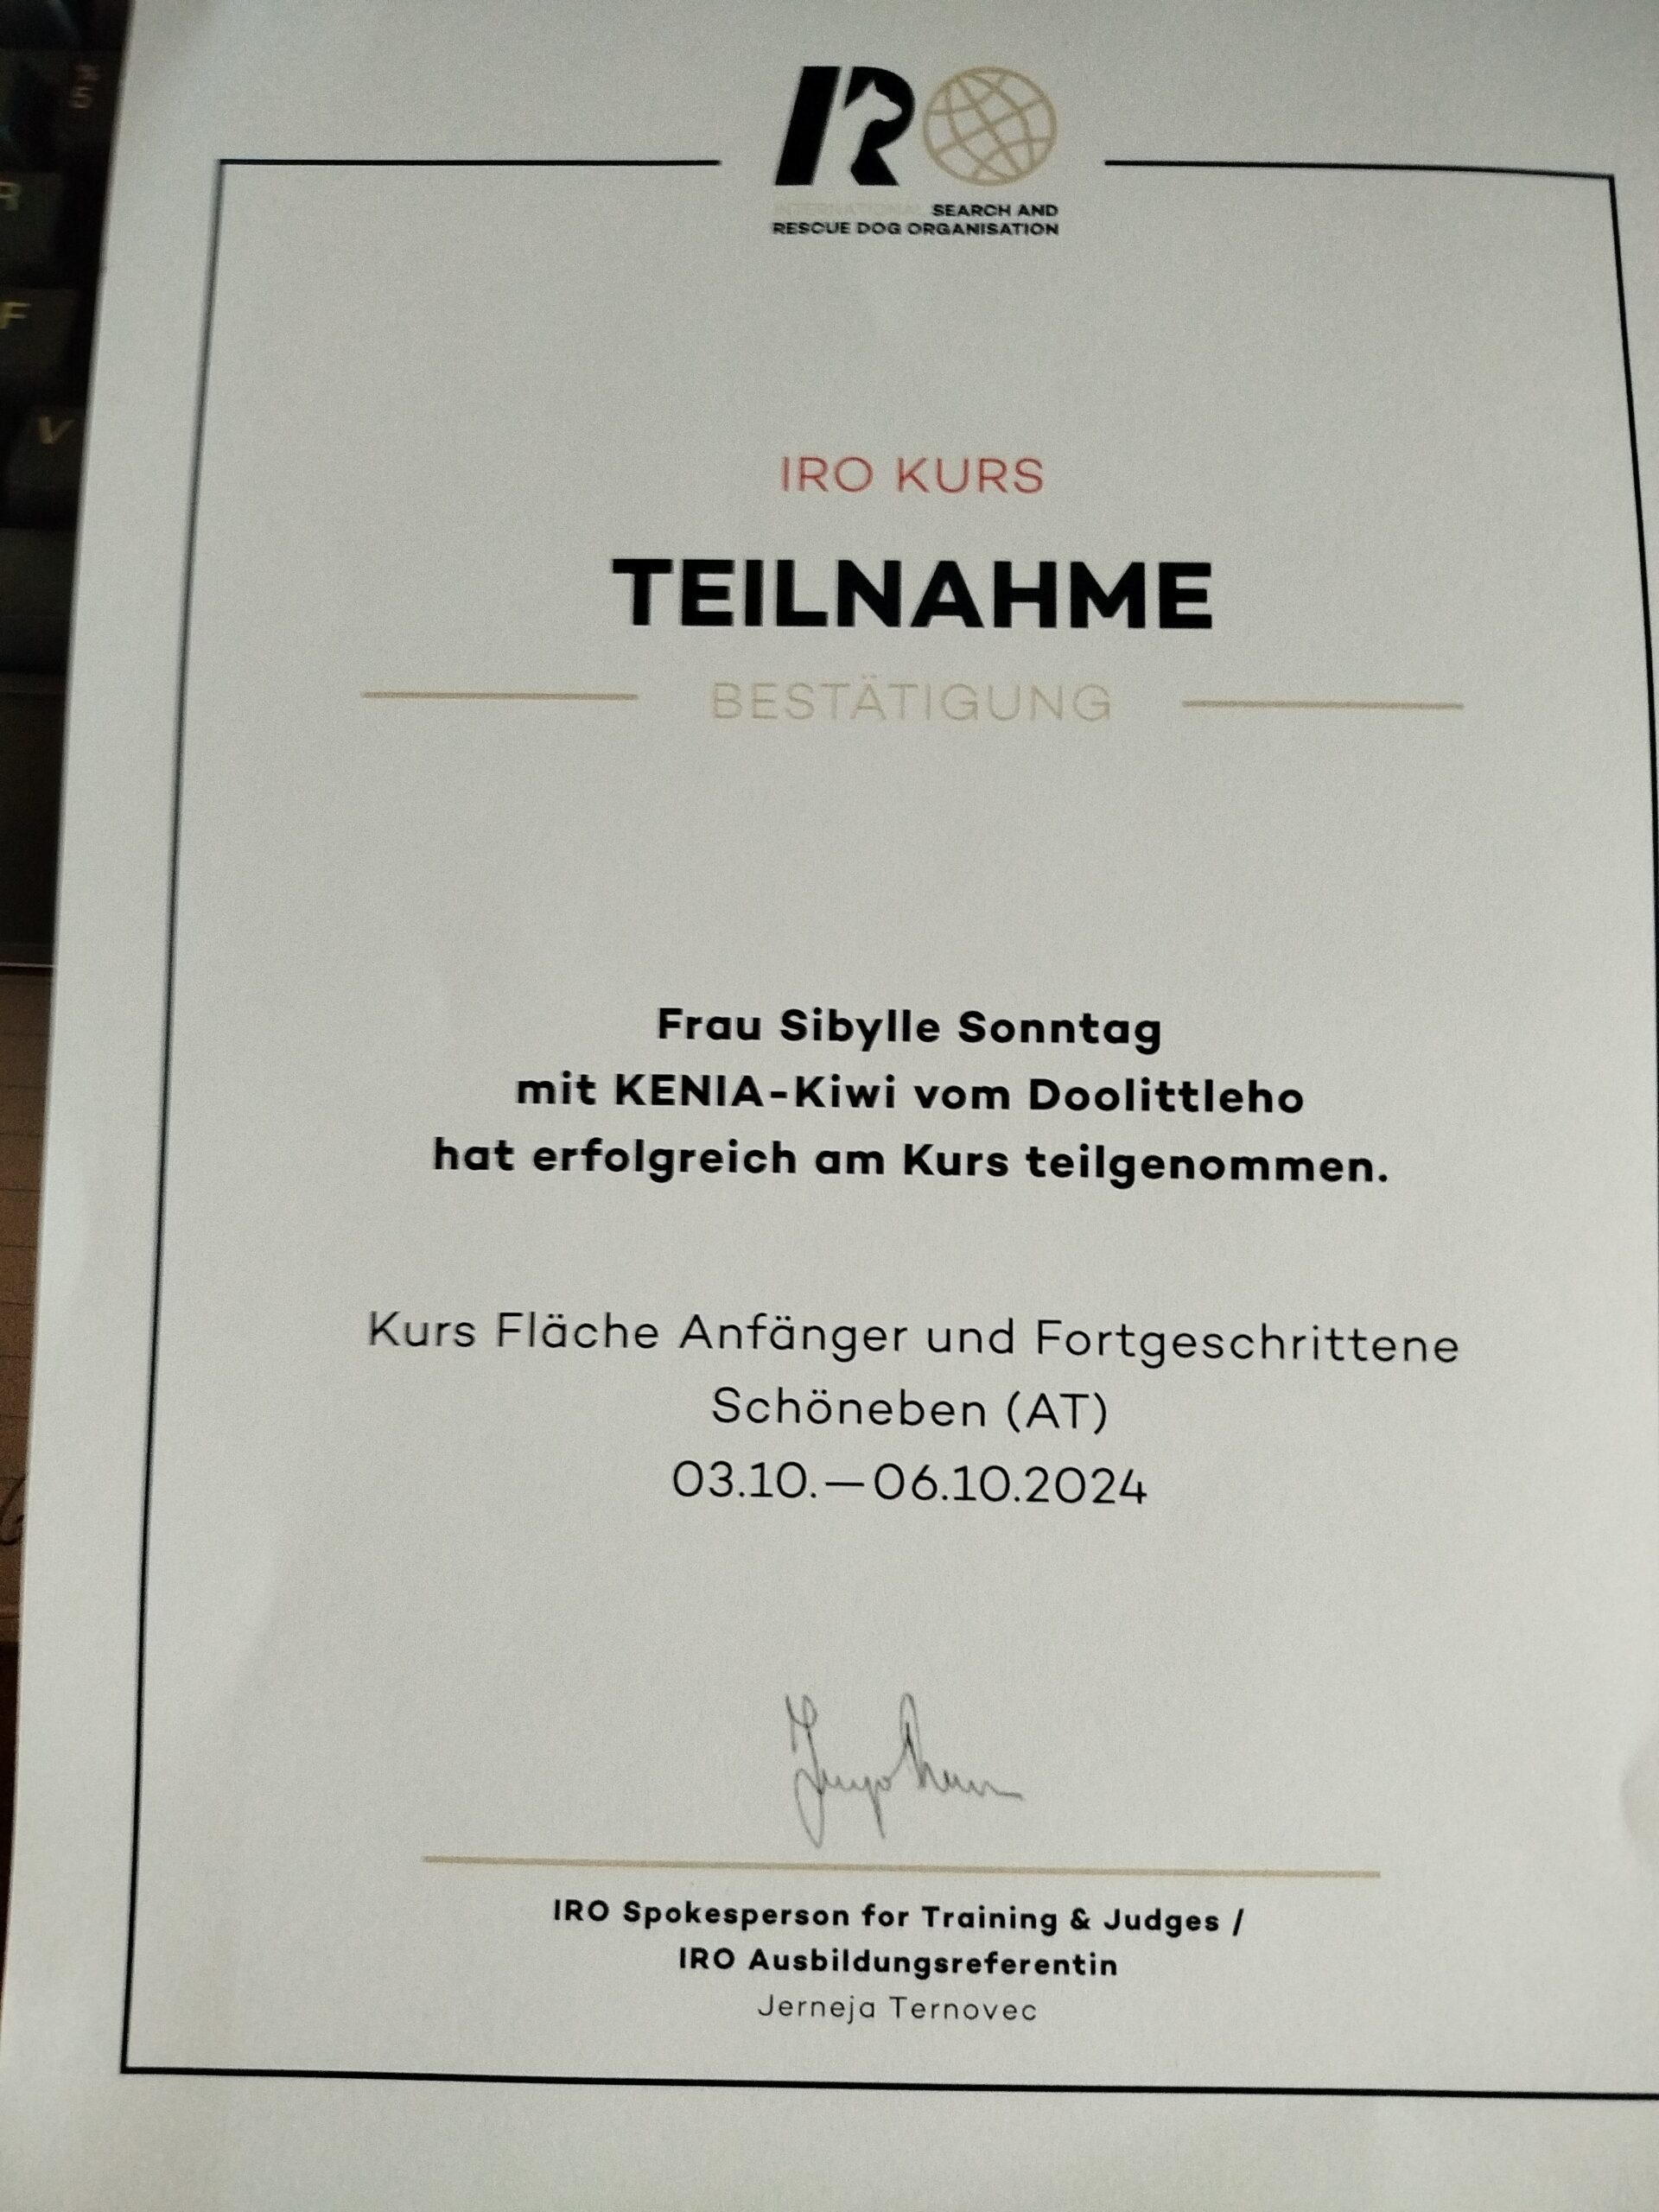 IRO
INTERNATIONAL SEARCH AND
RESCUE DOG ORGANISATION
IRO KURS
TEILNAHME
BESTÄTIGUNG
Frau Sibylle Sonntag
mit KENIA-Kiwi vom Doolittleho
hat erfolgreich am Kurs teilgenommen.
Kurs Fläche Anfänger und Fortgeschrittene
Schöneben (AT)
03.10.—06.10.2024
IRO Spokesperson for Training & Judges /
IRO Ausbildungsreferentin
Jerneja Ternovec
%
5
R
F
V